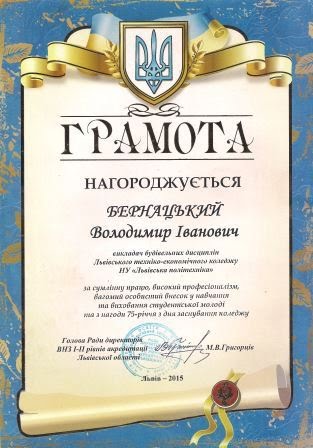 ГРАМОТА
НАГОРОДЖУЄТЬСЯ
БЕРНАЦЬКИЙ
Володимир Іванович
викладач будівельних дисциплін
Львівського техніко-економічного коледжу
НУ «Львівська політехніка»
за сумлінну працю, високий професіоналізм,
вагомий особистий внесок у навчання
та виховання студентської молоді
та з нагоди 75-річчя з дня заснування коледжу
Голова Ради директорів
ВНЗ І-ІІ рівнів акредитації
Львівської області
М.В.Григорців
Львів – 2015